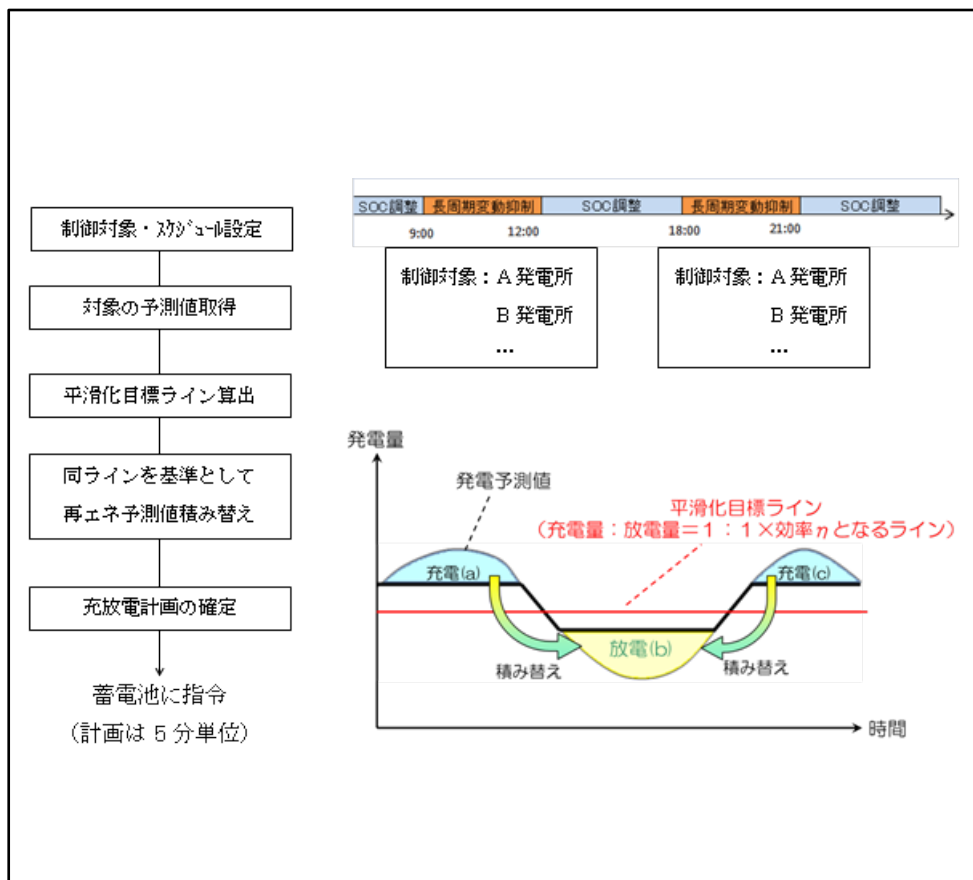 制御対象・ｽｹｼﾞｭｰﾙ設定
対象の予測値取得
平滑化目標ライン算出
同ラインを基準として
再エネ予測値積み替え
充放電計画の確定
蓄電池に指令
(計画は 5 分単位)
SOC調整 長周期変動抑制 SOC調整 長周期変動抑制 SOC調整
9:00 12:00 18:00 21:00
制御対象：A 発電所
B 発電所
…
制御対象：A 発電所
B 発電所
…
発電量
発電予測値
平滑化目標ライン
（充電量：放電量＝１：１×効率ηとなるライン）
充電(a) 充電(c)
放電(b)
積み替え 積み替え
時間